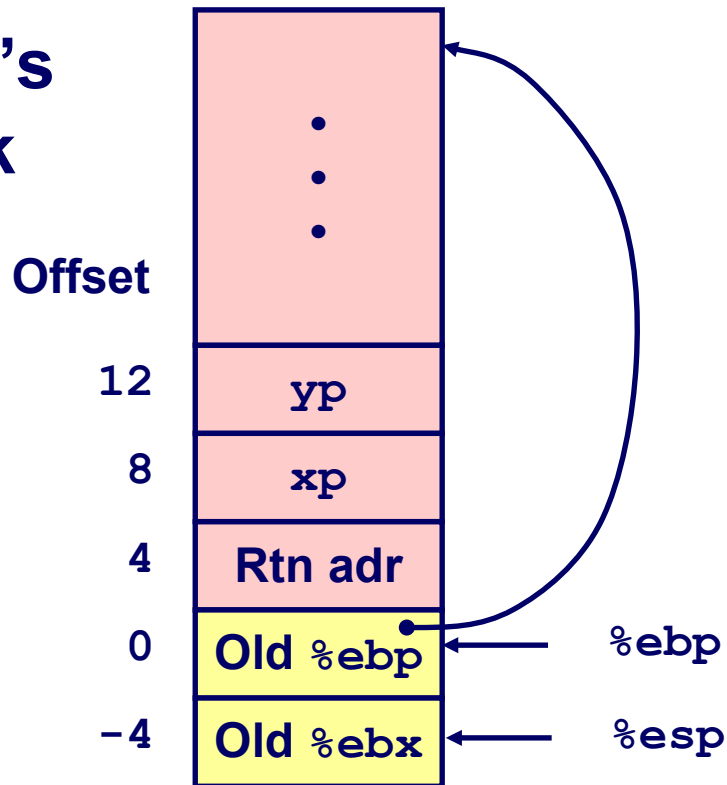 ’s
k
Offset
12 yp
8 xp
4 Rtn adr
0 Old %ebp %ebp
-4 Old %ebx %esp